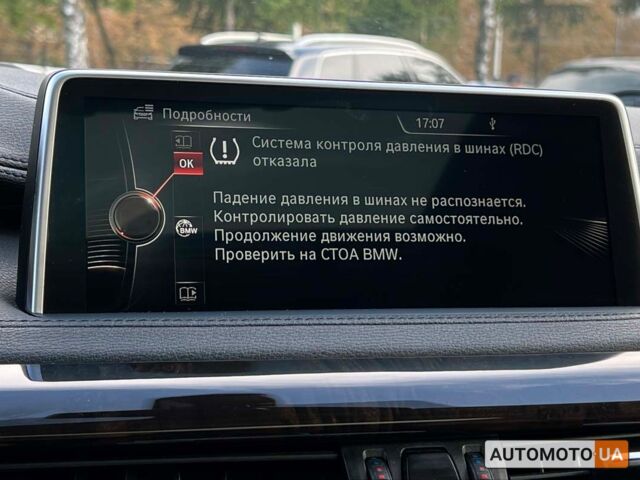 Подробности
17:07
OK
Система контроля давления в шинах (RDC)
отказала
BMW
Падение давления в шинах не распознается.
Контролировать давление самостоятельно.
Продолжение движения возможно.
Проверить на СТОА BMW.
AUTOMOTO.UA